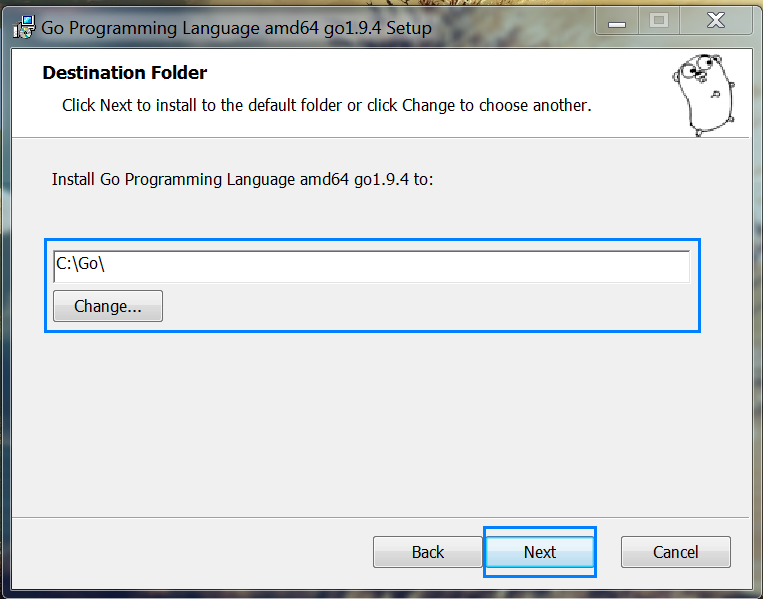 Go Programming Language amd64 go1.9.4 Setup
Destination Folder
Click Next to install to the default folder or click Change to choose another.
Install Go Programming Language amd64 go1.9.4 to:
C:\Go\
Change...
Back Next Cancel